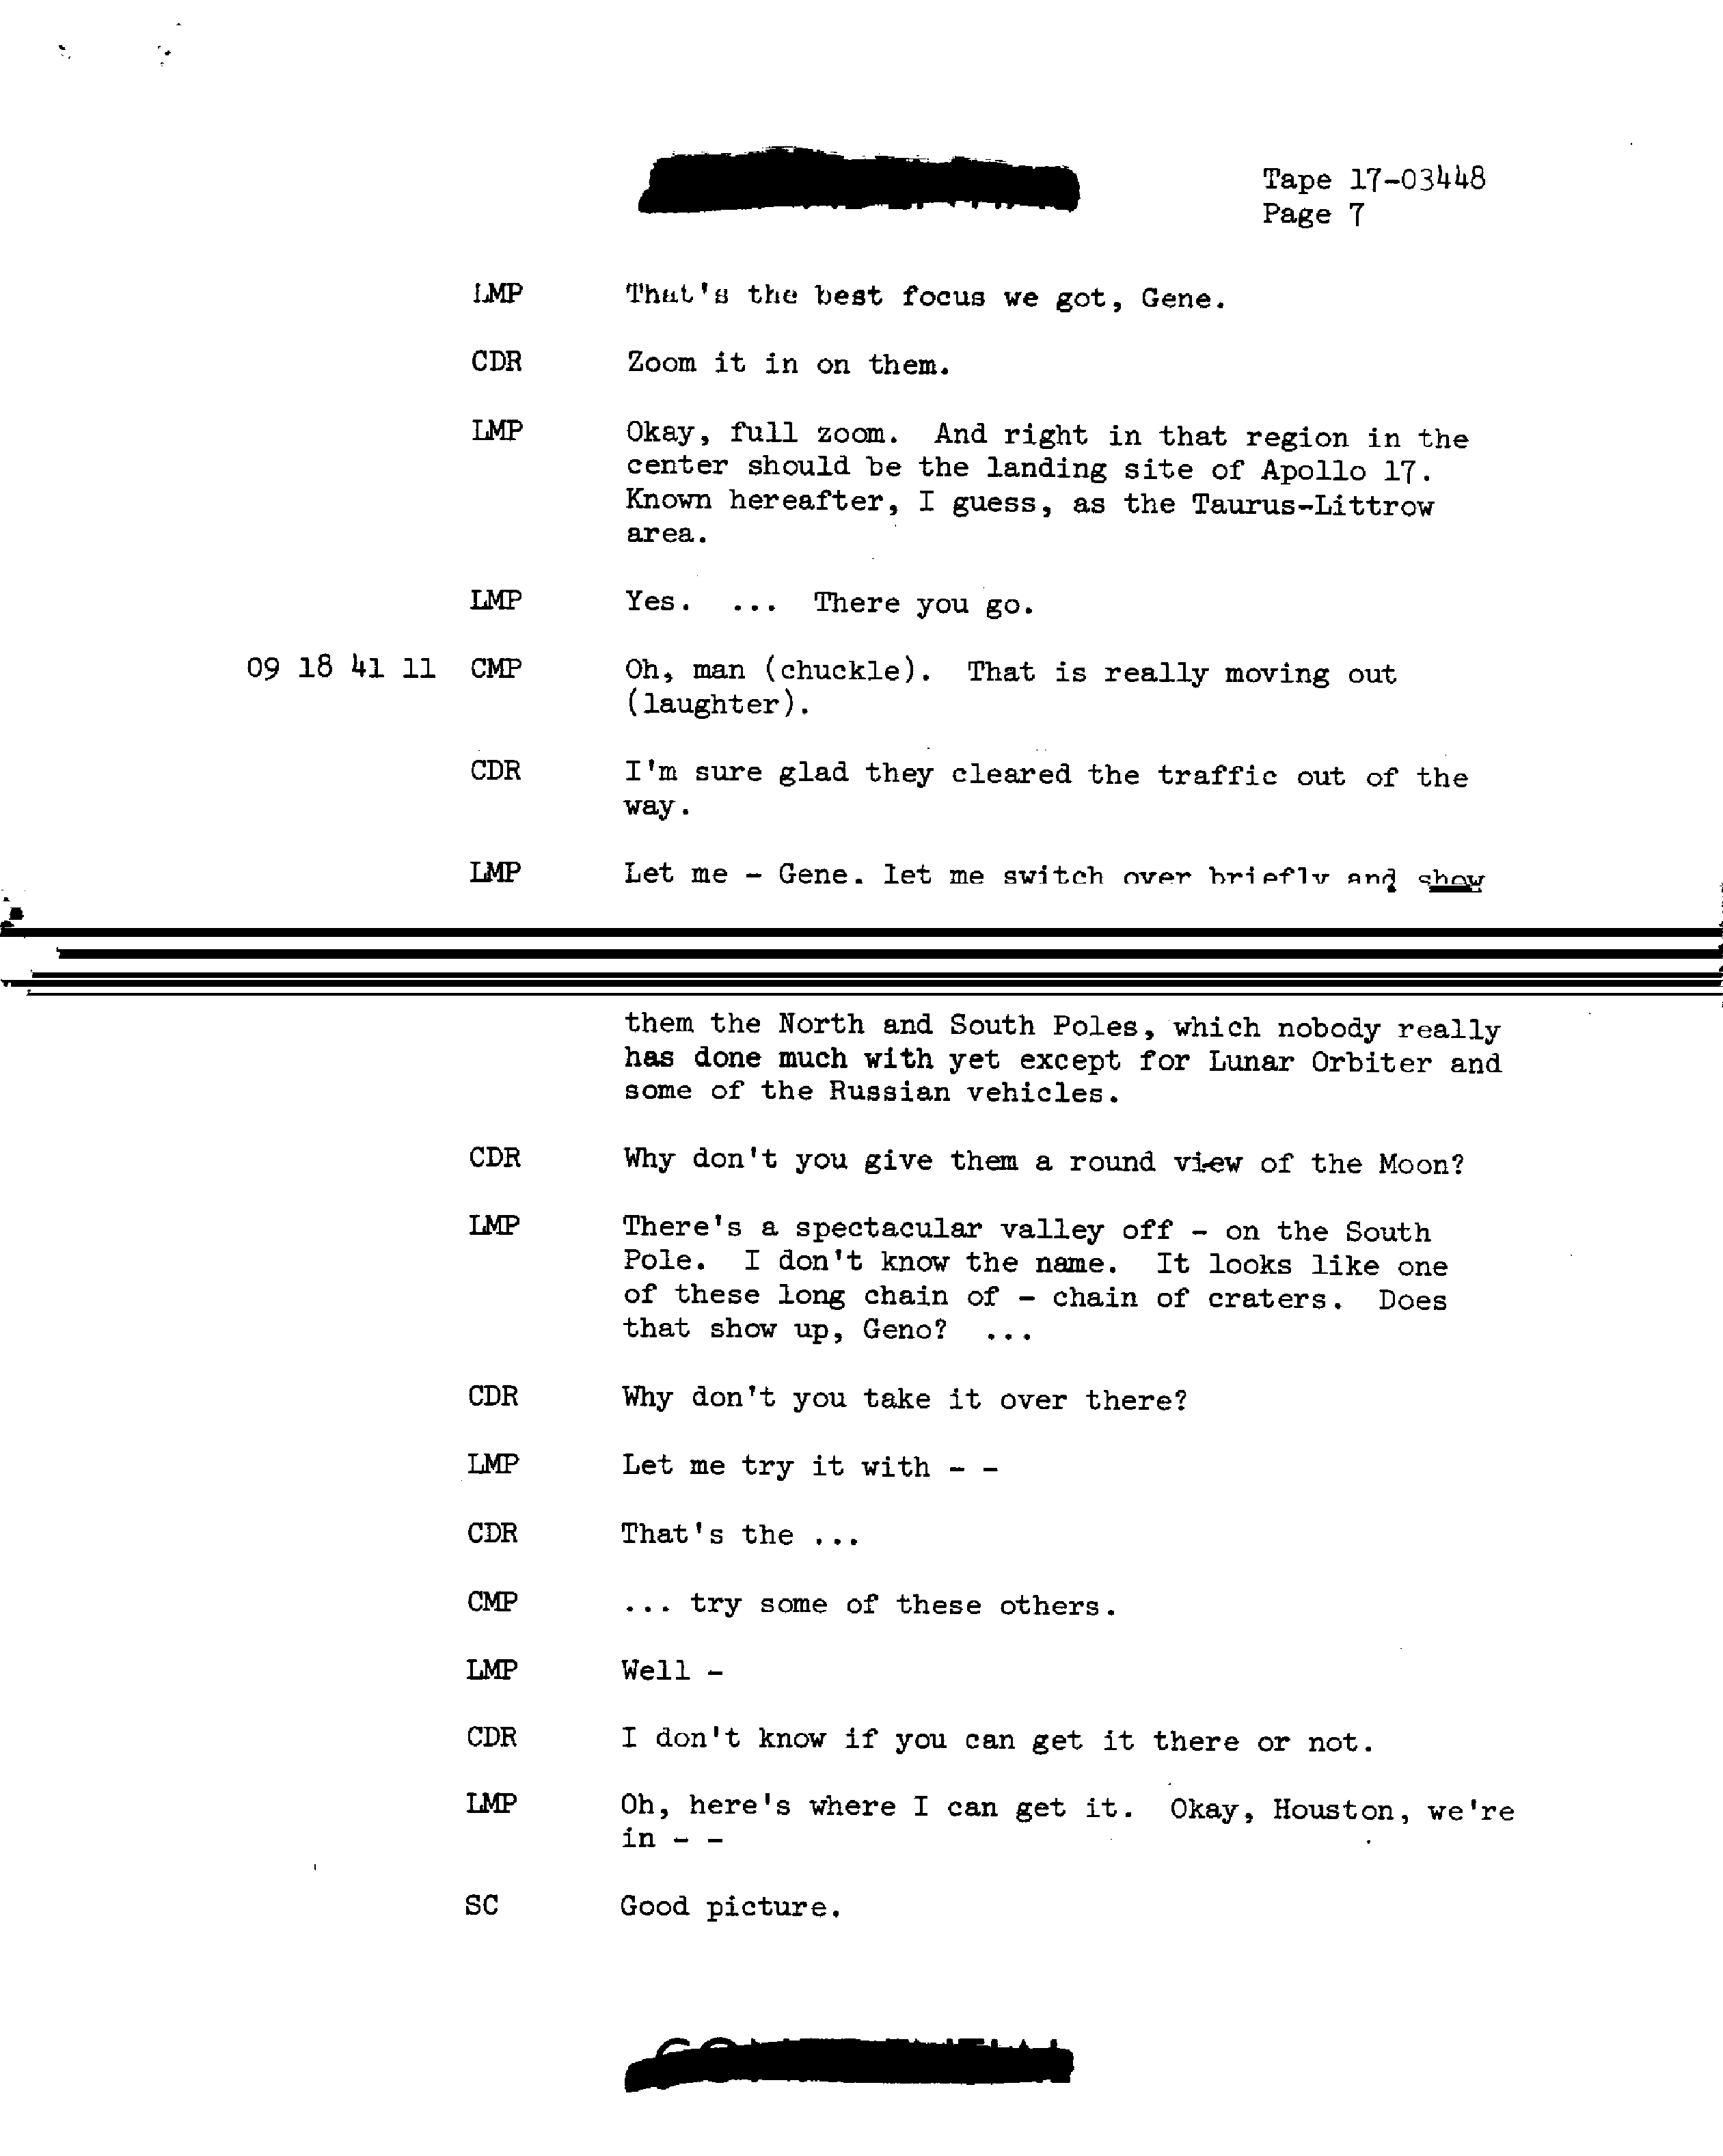 Tape 17-03448
Page 7
LMP That's the best focus we got, Gene.
CDR Zoom it in on them.
LMP Okay, full zoom. And right in that region in the
center should be the landing site of Apollo 17.
Known hereafter, I guess, as the Taurus-Littrow
area.
LMP Yes. ... There you go.
09 18 41 11 CMP Oh, man (chuckle). That is really moving out
(laughter).
CDR I'm sure glad they cleared the traffic out of the
way.
LMP Let me - Gene. let me switch over briefly and show
them the North and South Poles, which nobody really
has done much with yet except for Lunar Orbiter and
some of the Russian vehicles.
CDR Why don't you give them a round view of the Moon?
LMP There's a spectacular valley off - on the South
Pole. I don't know the name. It looks like one
of these long chain of - chain of craters. Does
that show up, Geno? ...
CDR Why don't you take it over there?
LMP Let me try it with - -
CDR That's the ...
CMP ... try some of these others.
LMP Well -
CDR I don't know if you can get it there or not.
LMP Oh, here's where I can get it. Okay, Houston, we're
in - -
SC Good picture.